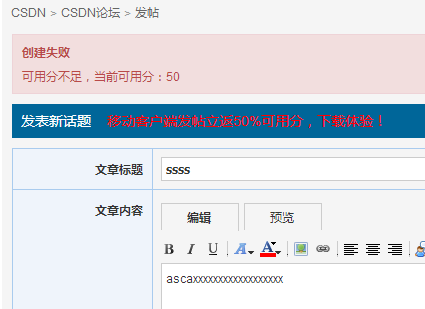 CSDN > CSDN论坛 > 发帖
创建失败
可用分不足，当前可用分：50
发表新话题 移动客户端发帖立返50%可用分，下载体验！
文章标题 ssss
文章内容 编辑 预览
B I U A A
ascaxxxxxxxxxxxxxxxxxx